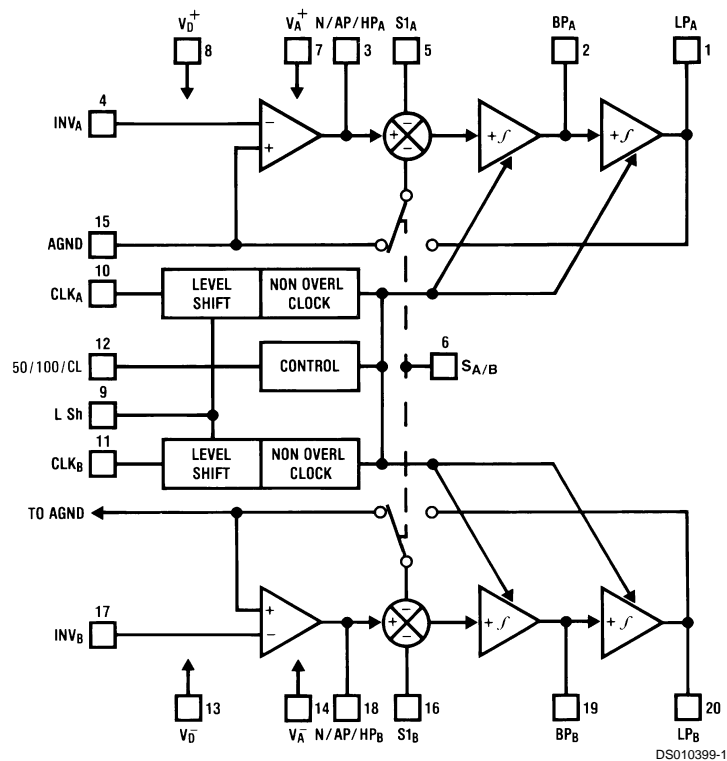 V_D^+ V_A^+ N/AP/HP_A S1_A BP_A LP_A
8 7 3 5 2 1
4
INV_A − + + − − + ∫ + ∫
15
AGND
10
CLK_A LEVEL SHIFT NON OVERL CLOCK
12 6
50/100/CL CONTROL S_A/B
9
L Sh
11
CLK_B LEVEL SHIFT NON OVERL CLOCK
TO AGND
17
INV_B + − + − − + ∫ + ∫
13 14 18 16 19 20
V_D^- V_A^- N/AP/HP_B S1_B BP_B LP_B
DS010399-1